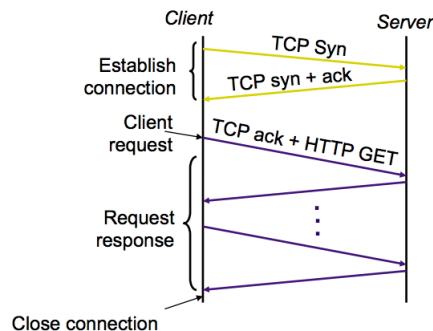 Client
Server
TCP Syn
Establish
connection
TCP syn + ack
Client
request
TCP ack + HTTP GET
Request
response
Close connection